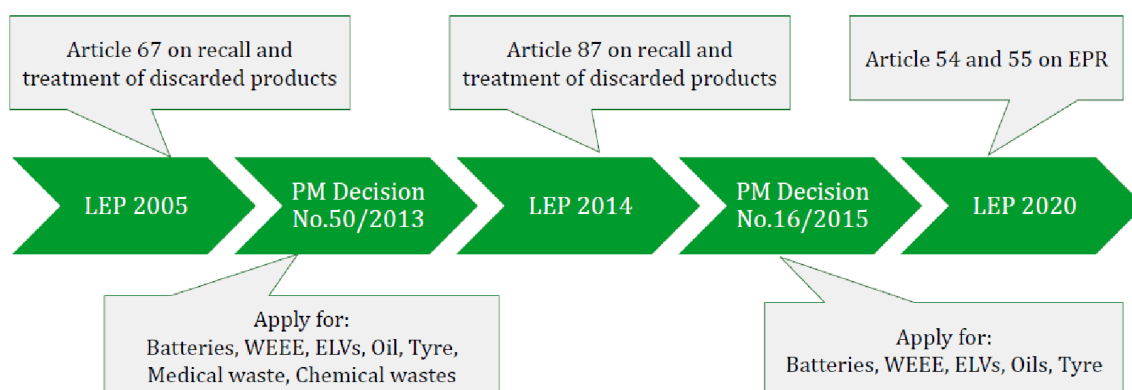 Article 67 on recall and
treatment of discarded products
Article 87 on recall and
treatment of discarded products
Article 54 and 55 on EPR
LEP 2005
PM Decision
No.50/2013
LEP 2014
PM Decision
No.16/2015
LEP 2020
Apply for:
Batteries, WEEE, ELVs, Oil, Tyre,
Medical waste, Chemical wastes
Apply for:
Batteries, WEEE, ELVs, Oils, Tyre